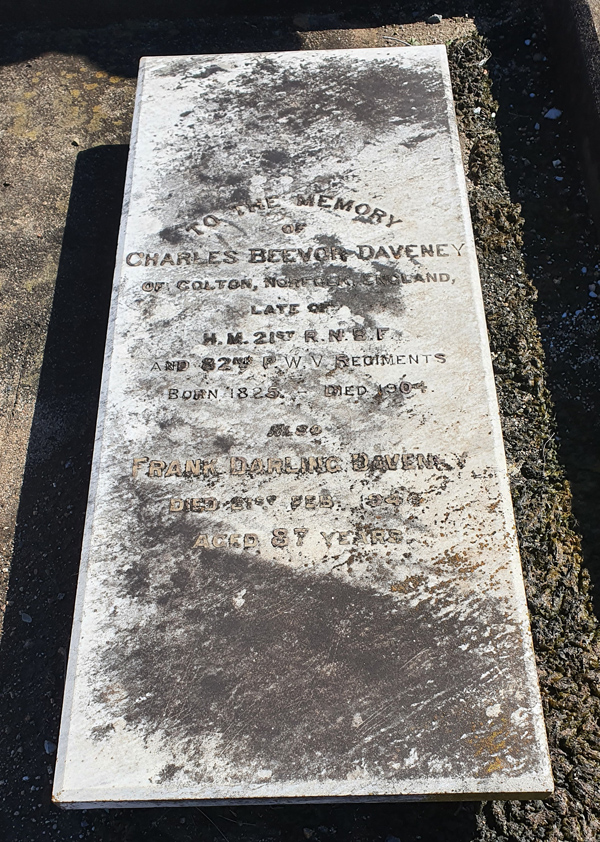 TO THE MEMORY
OF
CHARLES BEEVOR DAVENEY
OF COLTON, NORFOLK, ENGLAND,
LATE OF
H. M. 21ST R. N. B. F.
AND 82ND P. W. V. REGIMENTS
BORN 1825. – DIED 1904.
ALSO
FRANK DARLING DAVENEY
DIED 21ST FEB.
AGED 87 YEARS